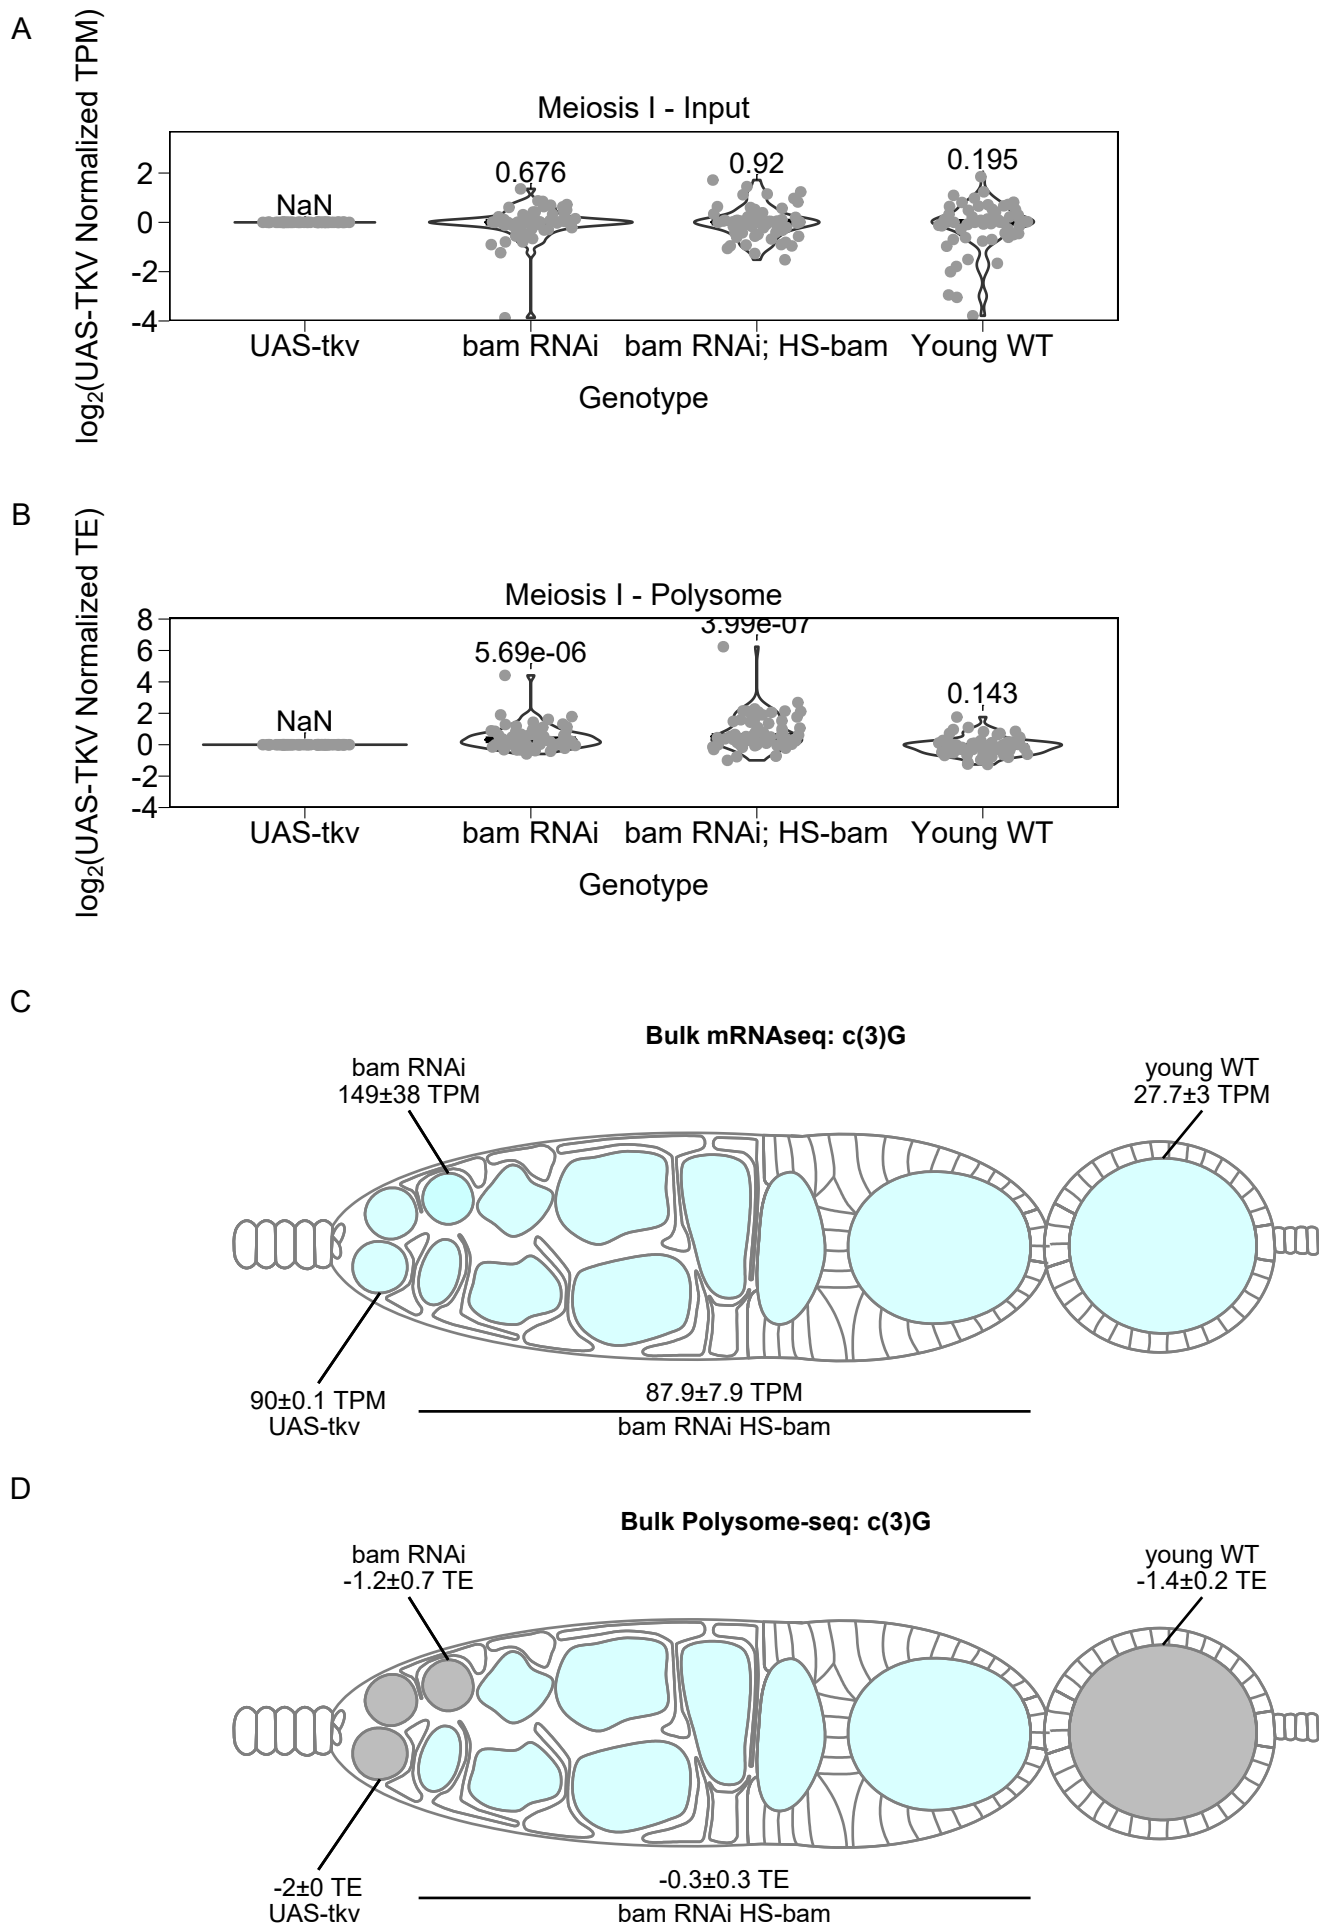 A
log2(UAS-TKV Normalized TPM)
Meiosis I - Input
2
0
-2
-4
NaN
0.676
0.92
0.195
UAS-tkv
bam RNAi
bam RNAi; HS-bam
Young WT
Genotype
B
log2(UAS-TKV Normalized TE)
Meiosis I - Polysome
8
6
4
2
0
-2
-4
NaN
5.69e-06
3.99e-07
0.143
UAS-tkv
bam RNAi
bam RNAi; HS-bam
Young WT
Genotype
C
Bulk mRNAseq: c(3)G
bam RNAi
149±38 TPM
young WT
27.7±3 TPM
90±0.1 TPM
UAS-tkv
87.9±7.9 TPM
bam RNAi HS-bam
D
Bulk Polysome-seq: c(3)G
bam RNAi
-1.2±0.7 TE
young WT
-1.4±0.2 TE
-2±0 TE
UAS-tkv
-0.3±0.3 TE
bam RNAi HS-bam